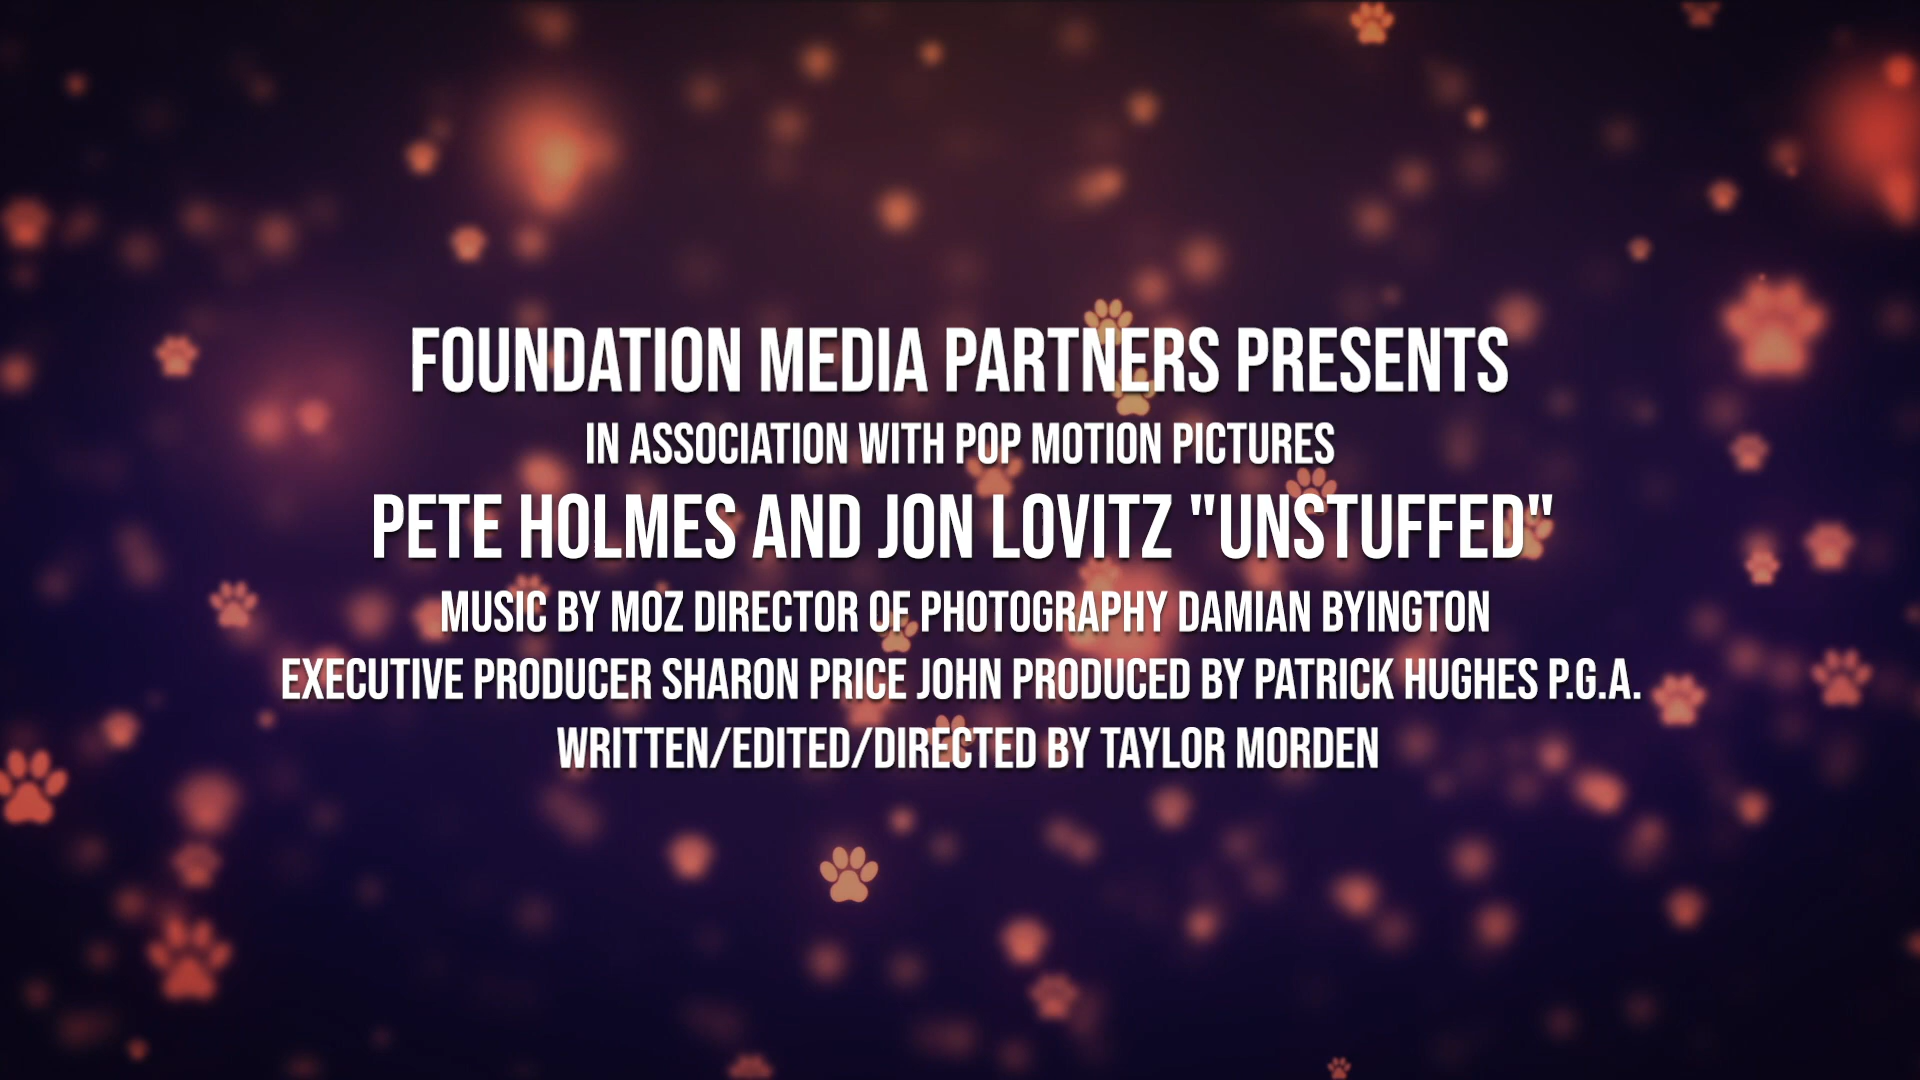 FOUNDATION MEDIA PARTNERS PRESENTS
IN ASSOCIATION WITH POP MOTION PICTURES
PETE HOLMES AND JON LOVITZ "UNSTUFFED"
MUSIC BY MOZ DIRECTOR OF PHOTOGRAPHY DAMIAN BYINGTON
EXECUTIVE PRODUCER SHARON PRICE JOHN PRODUCED BY PATRICK HUGHES P.G.A.
WRITTEN/EDITED/DIRECTED BY TAYLOR MORDEN